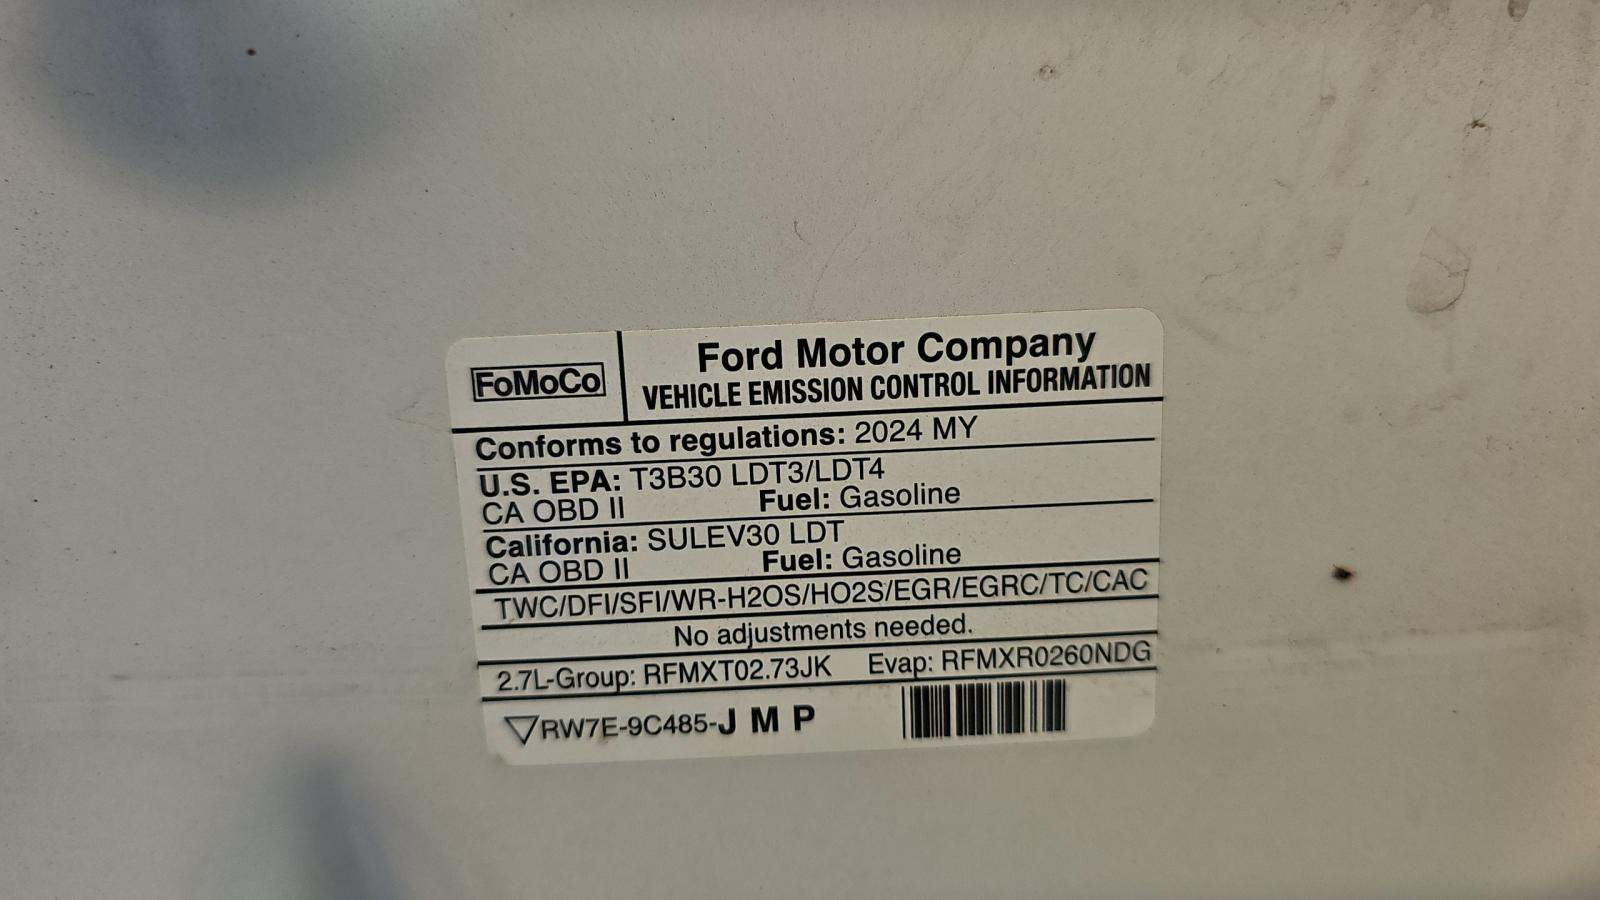 FoMoCo
Ford Motor Company
VEHICLE EMISSION CONTROL INFORMATION
Conforms to regulations: 2024 MY
U.S. EPA: T3B30 LDT3/LDT4
CA OBD II Fuel: Gasoline
California: SULEV30 LDT
CA OBD II Fuel: Gasoline
TWC/DFI/SFI/WR-H2OS/HO2S/EGR/EGRC/TC/CAC
No adjustments needed.
2.7L-Group: RFMXT02.73JK Evap: RFMXR0260NDG
▽RW7E-9C485-J M P